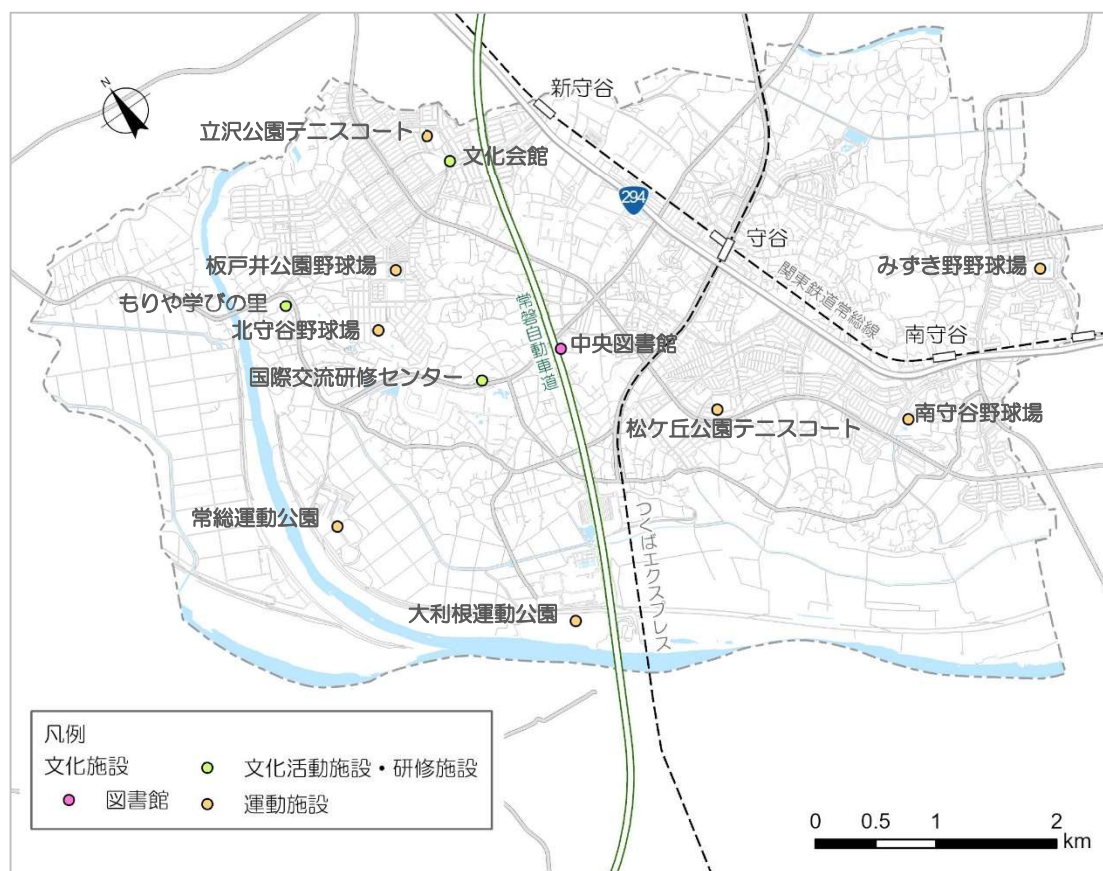 N
新守谷
立沢公園テニスコート
文化会館
294
守谷
板戸井公園野球場
みずき野野球場
もりや学びの里
北守谷野球場
関東鉄道常総線
常磐自動車道
南守谷
中央図書館
国際交流研修センター
松ケ丘公園テニスコート
南守谷野球場
常総運動公園
つくばエクスプレス
大利根運動公園
凡例
文化施設
文化活動施設・研修施設
図書館
運動施設
0 0.5 1 2
km